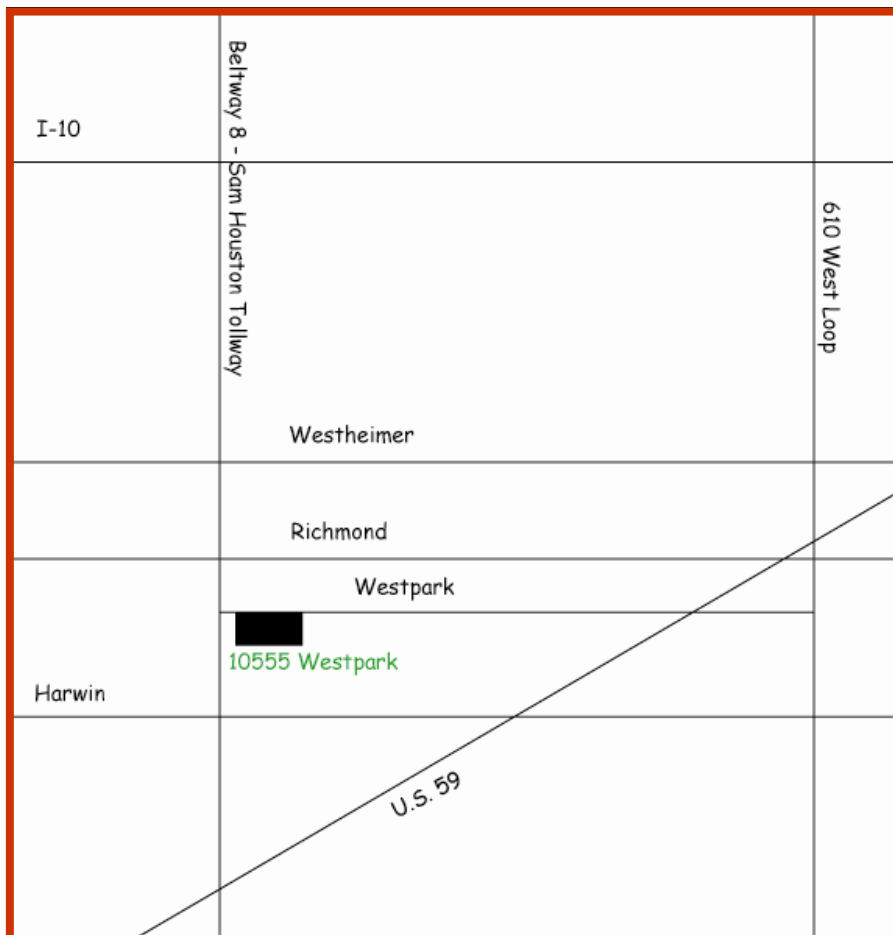 Beltway 8 - Sam Houston Tollway
I-10
610 West Loop
Westheimer
Richmond
Westpark
10555 Westpark
Harwin
U.S. 59